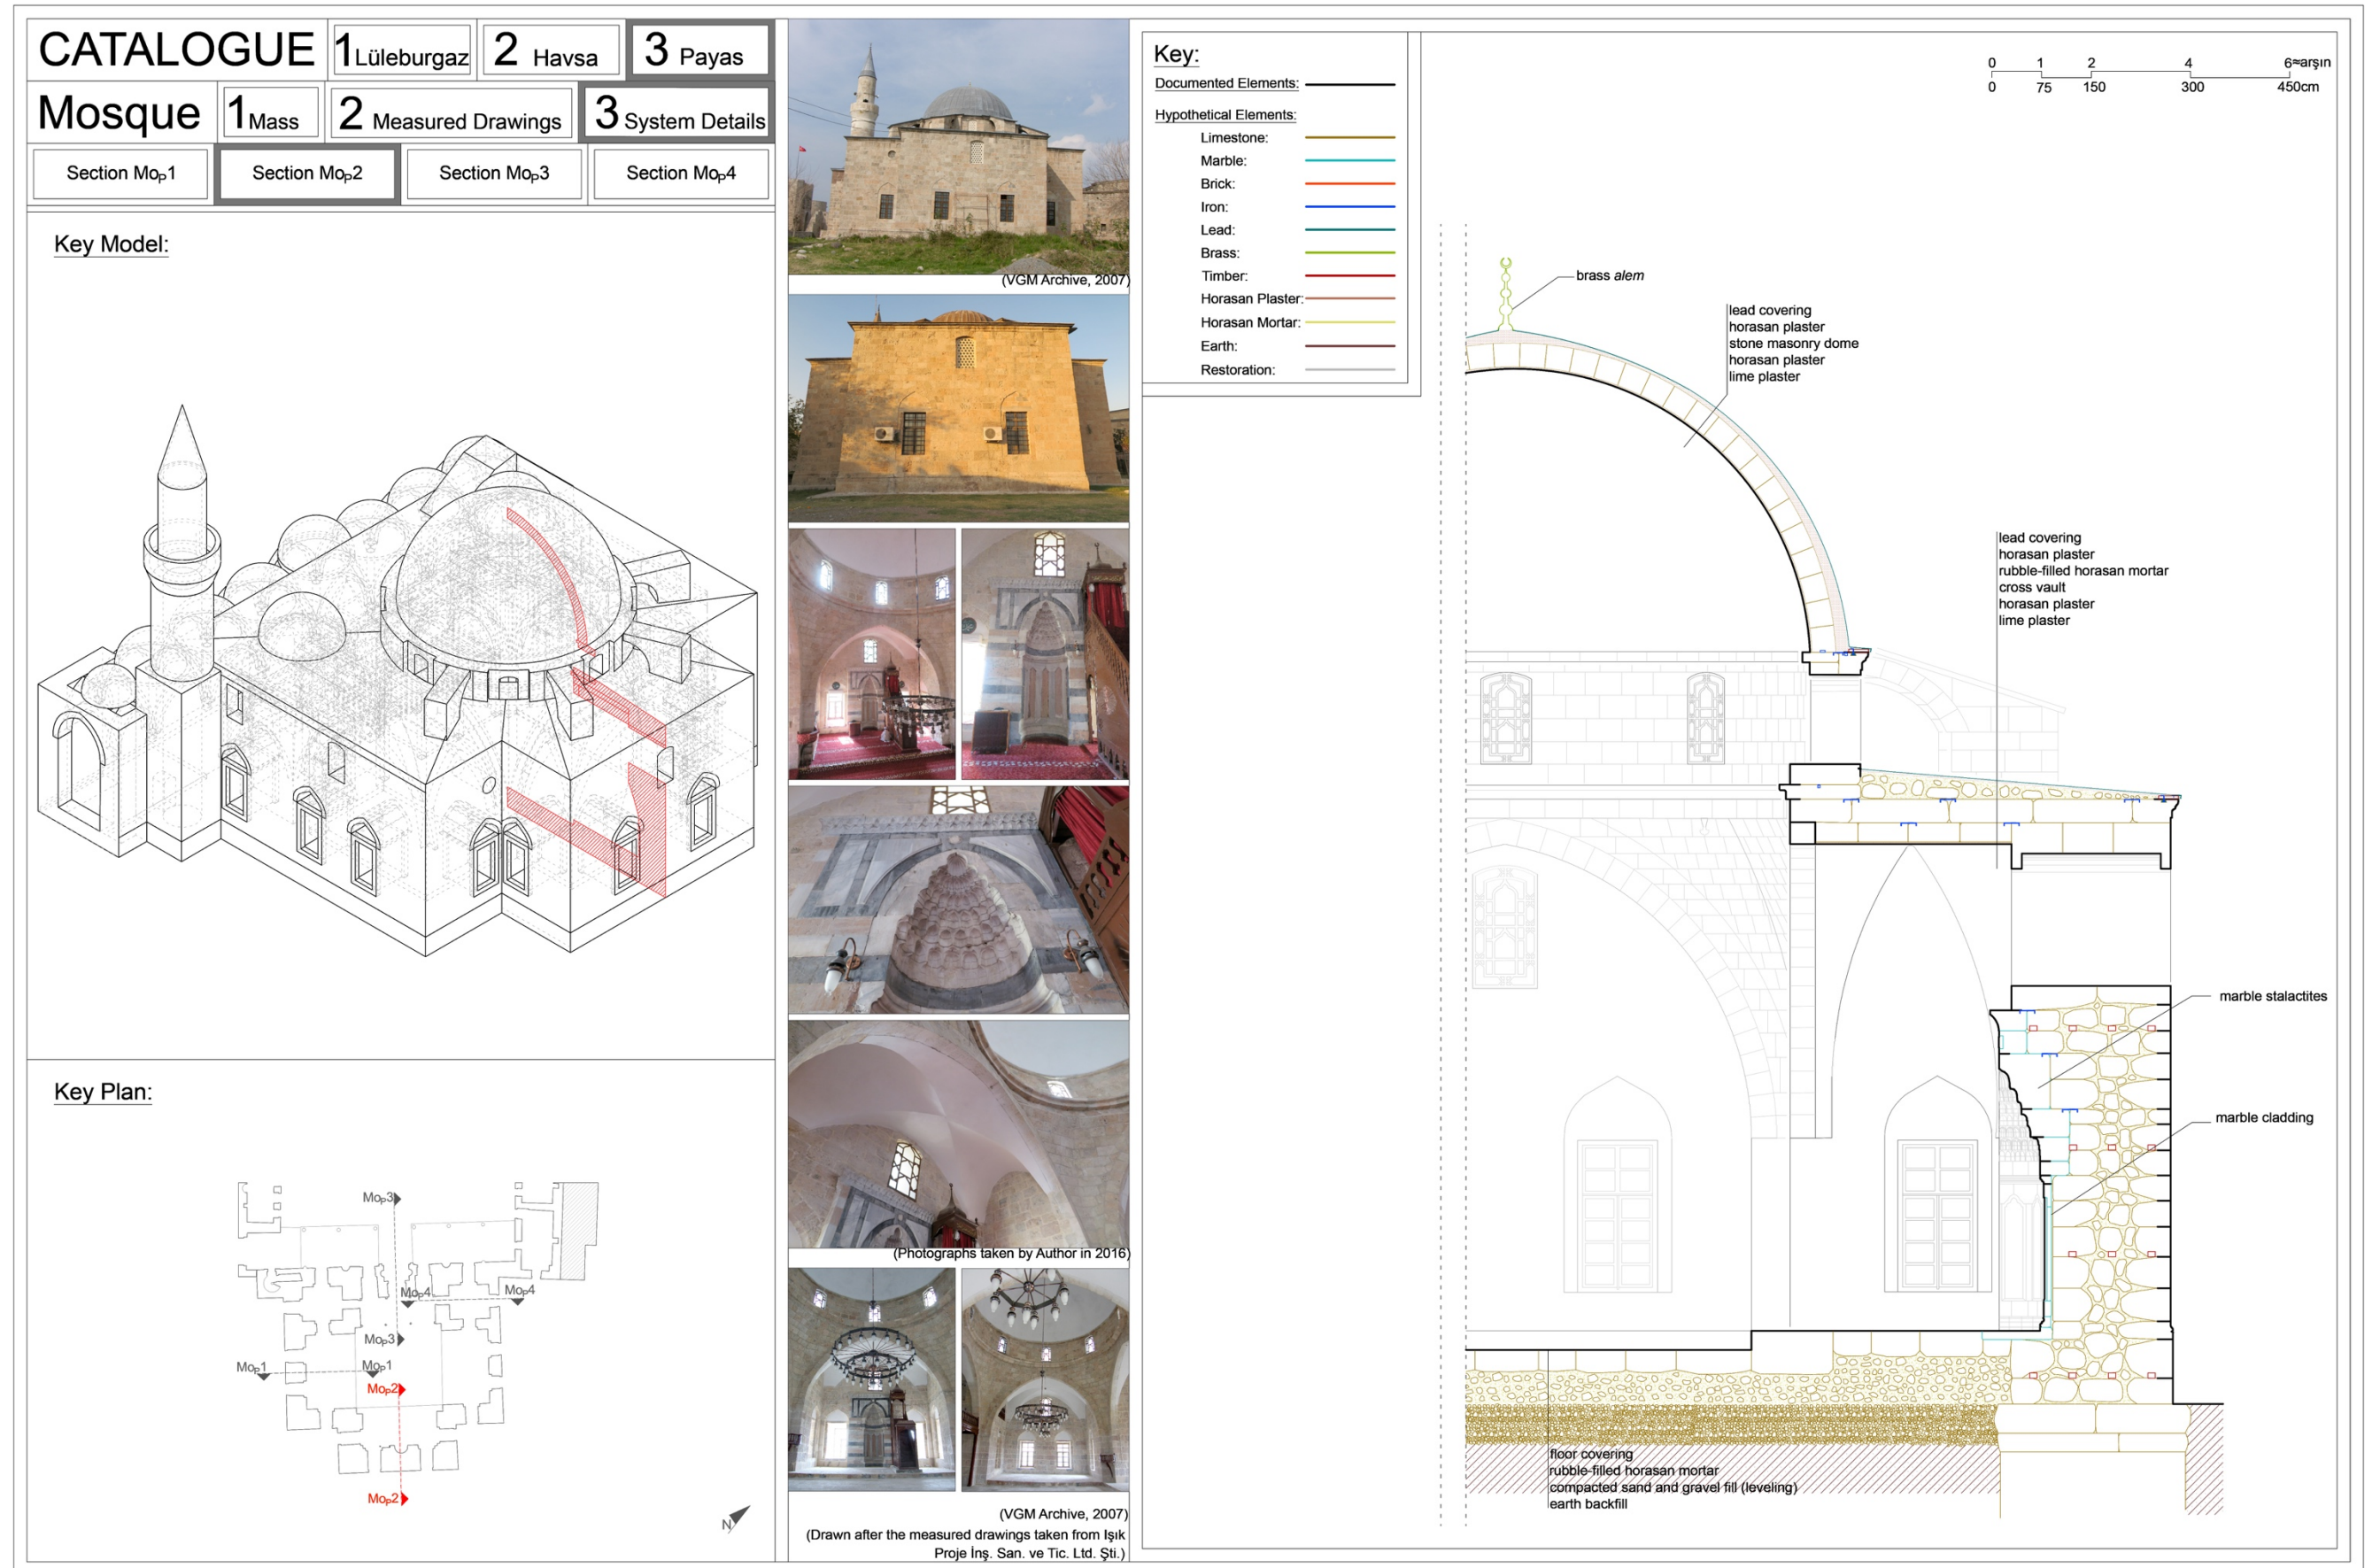 CATALOGUE
1 Lüleburgaz
2 Havsa
3 Payas
Mosque
1 Mass
2 Measured Drawings
3 System Details
Section MoP1
Section MoP2
Section MoP3
Section MoP4
Key Model:
Key Plan:
MoP3
MoP4
MoP4
MoP3
MoP1
MoP1
MoP2
MoP2
N
(VGM Archive, 2007)
(Photographs taken by Author in 2016)
(VGM Archive, 2007)
(Drawn after the measured drawings taken from Işık
Proje İnş. San. ve Tic. Ltd. Şti.)
Key:
Documented Elements:
Hypothetical Elements:
Limestone:
Marble:
Brick:
Iron:
Lead:
Brass:
Timber:
Horasan Plaster:
Horasan Mortar:
Earth:
Restoration:
0 1 2 4 6≈arşın
0 75 150 300 450cm
brass alem
lead covering
horasan plaster
stone masonry dome
horasan plaster
lime plaster
lead covering
horasan plaster
rubble-filled horasan mortar
cross vault
horasan plaster
lime plaster
marble stalactites
marble cladding
floor covering
rubble-filled horasan mortar
compacted sand and gravel fill (leveling)
earth backfill